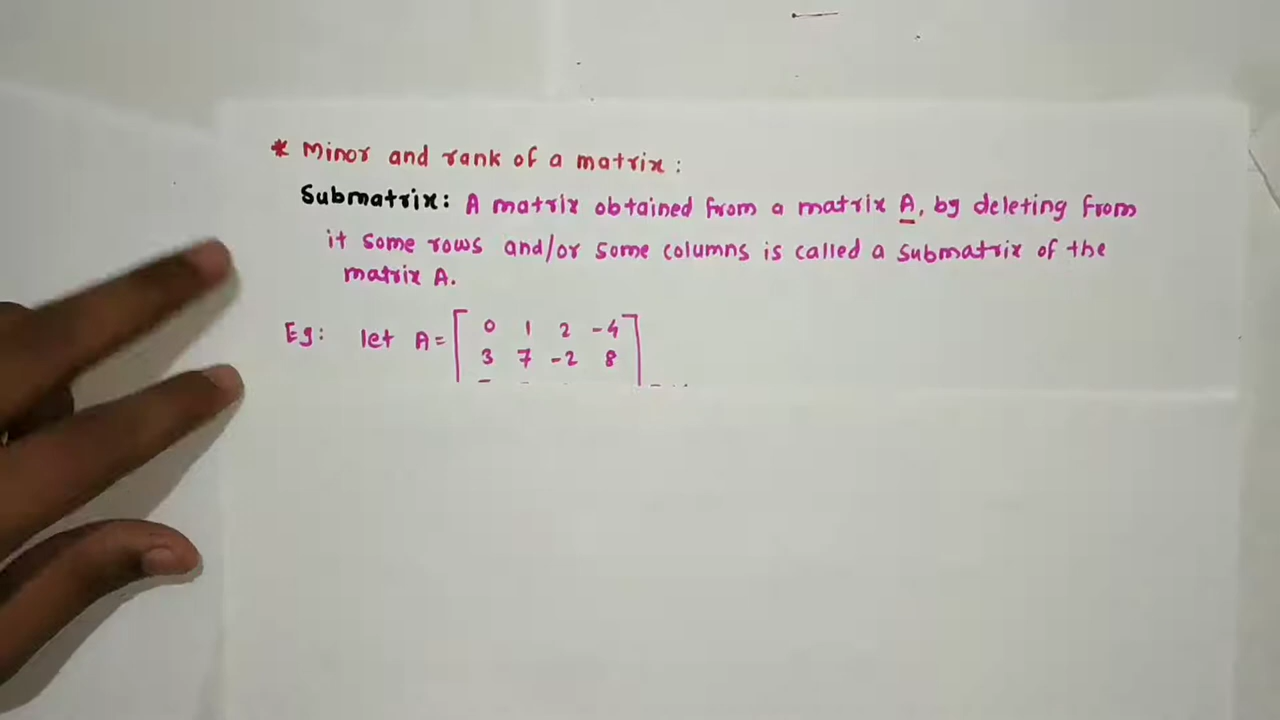 * Minor and rank of a matrix :
Submatrix: A matrix obtained from a matrix A, by deleting from
it some rows and/or some columns is called a submatrix of the
matrix A.
Eg: let A = [ 0 1 2 -4
3 7 -2 8 ]